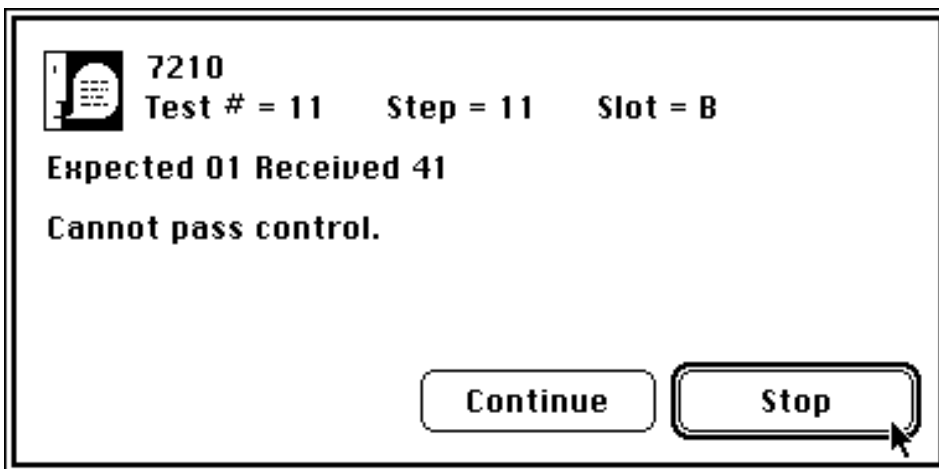 7210
Test # = 11 Step = 11 Slot = B
Expected 01 Received 41
Cannot pass control.
Continue Stop